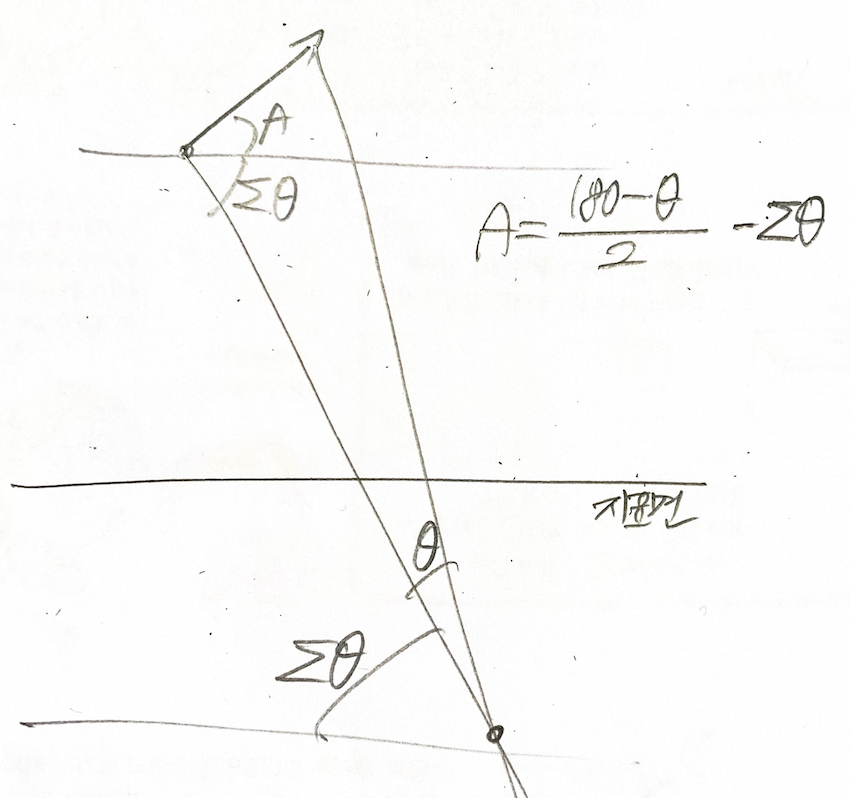 A
Σθ
A = (180-θ)/2 - Σθ
지표면
θ
Σθ